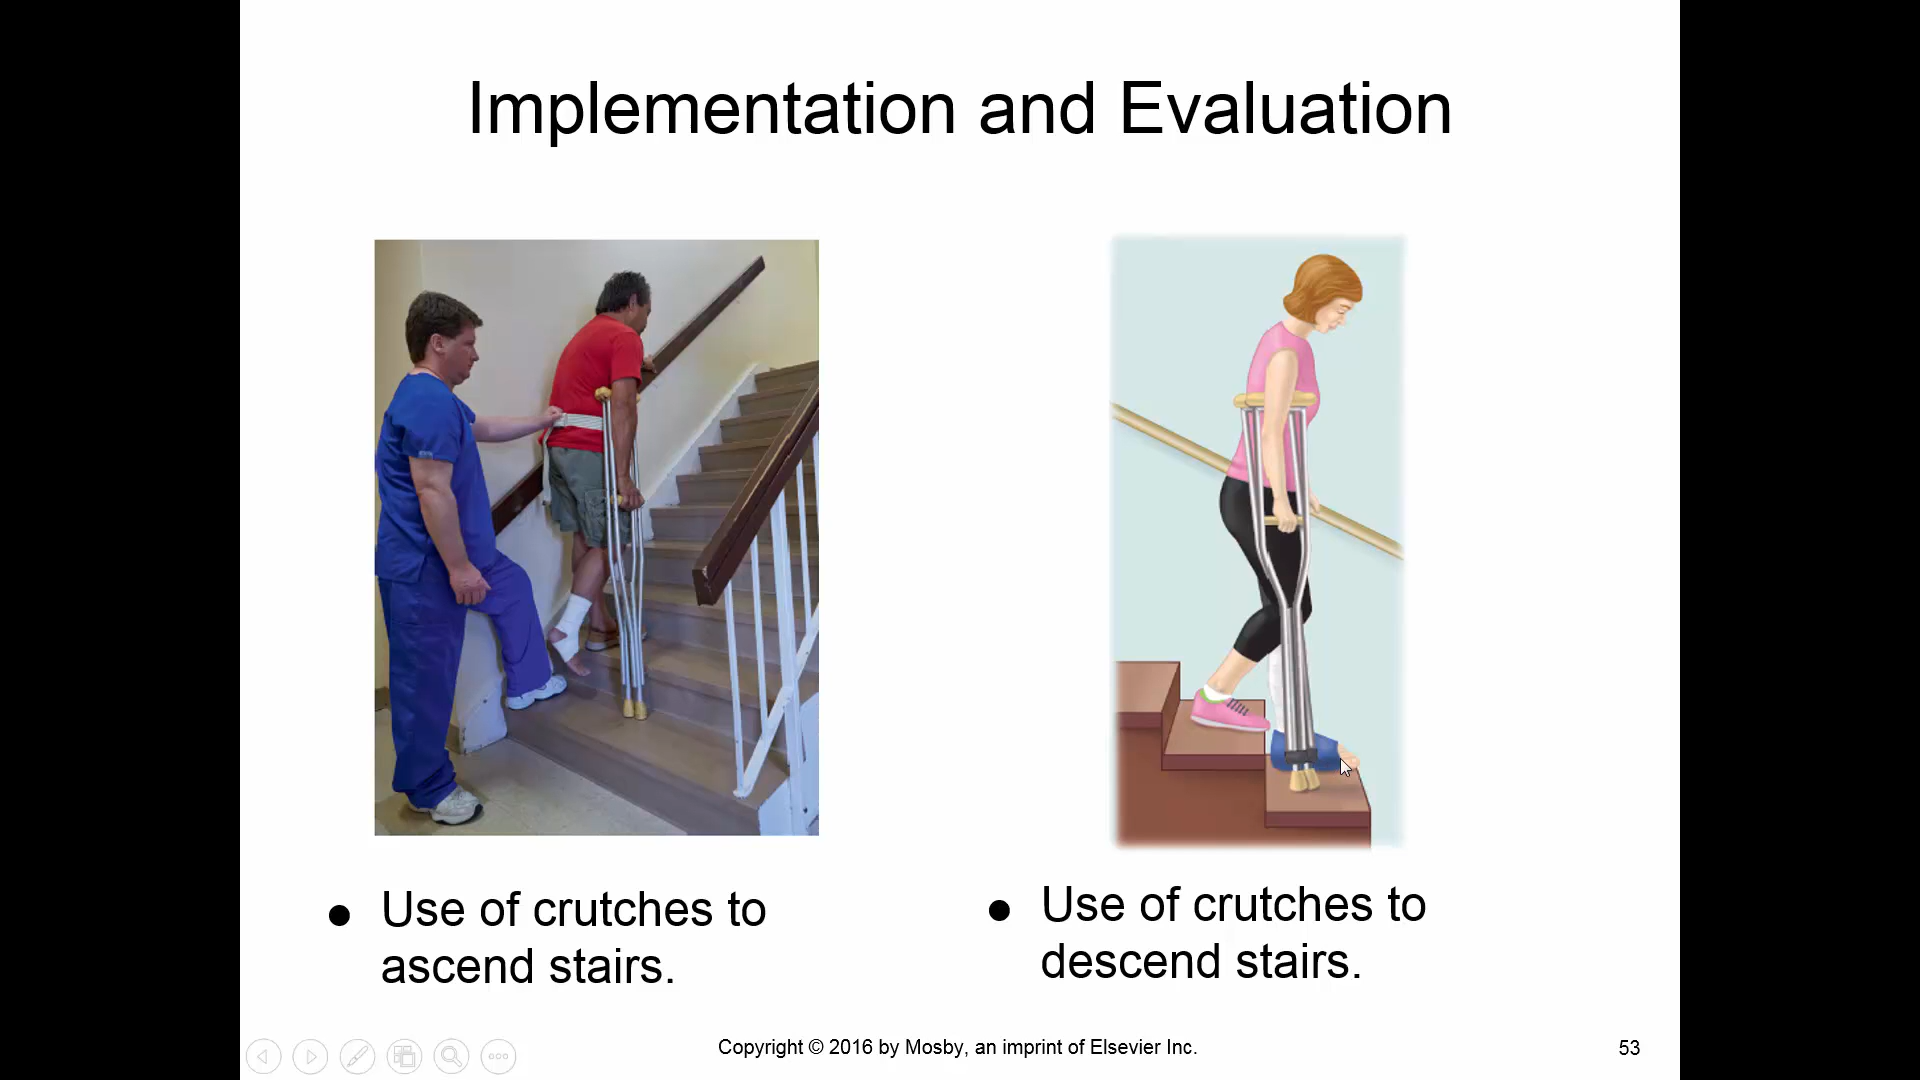 Implementation and Evaluation
● Use of crutches to
ascend stairs.
● Use of crutches to
descend stairs.
Copyright © 2016 by Mosby, an imprint of Elsevier Inc.
53